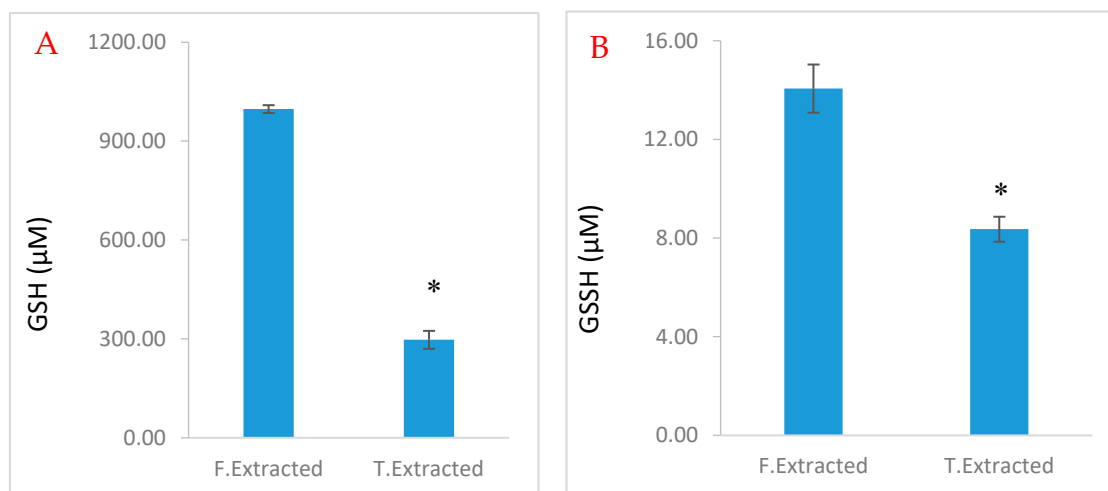 A
1200.00
900.00
600.00
300.00
0.00
GSH (µM)
*
F.Extracted T.Extracted
B
16.00
12.00
8.00
4.00
0.00
GSSH (µM)
*
F.Extracted T.Extracted